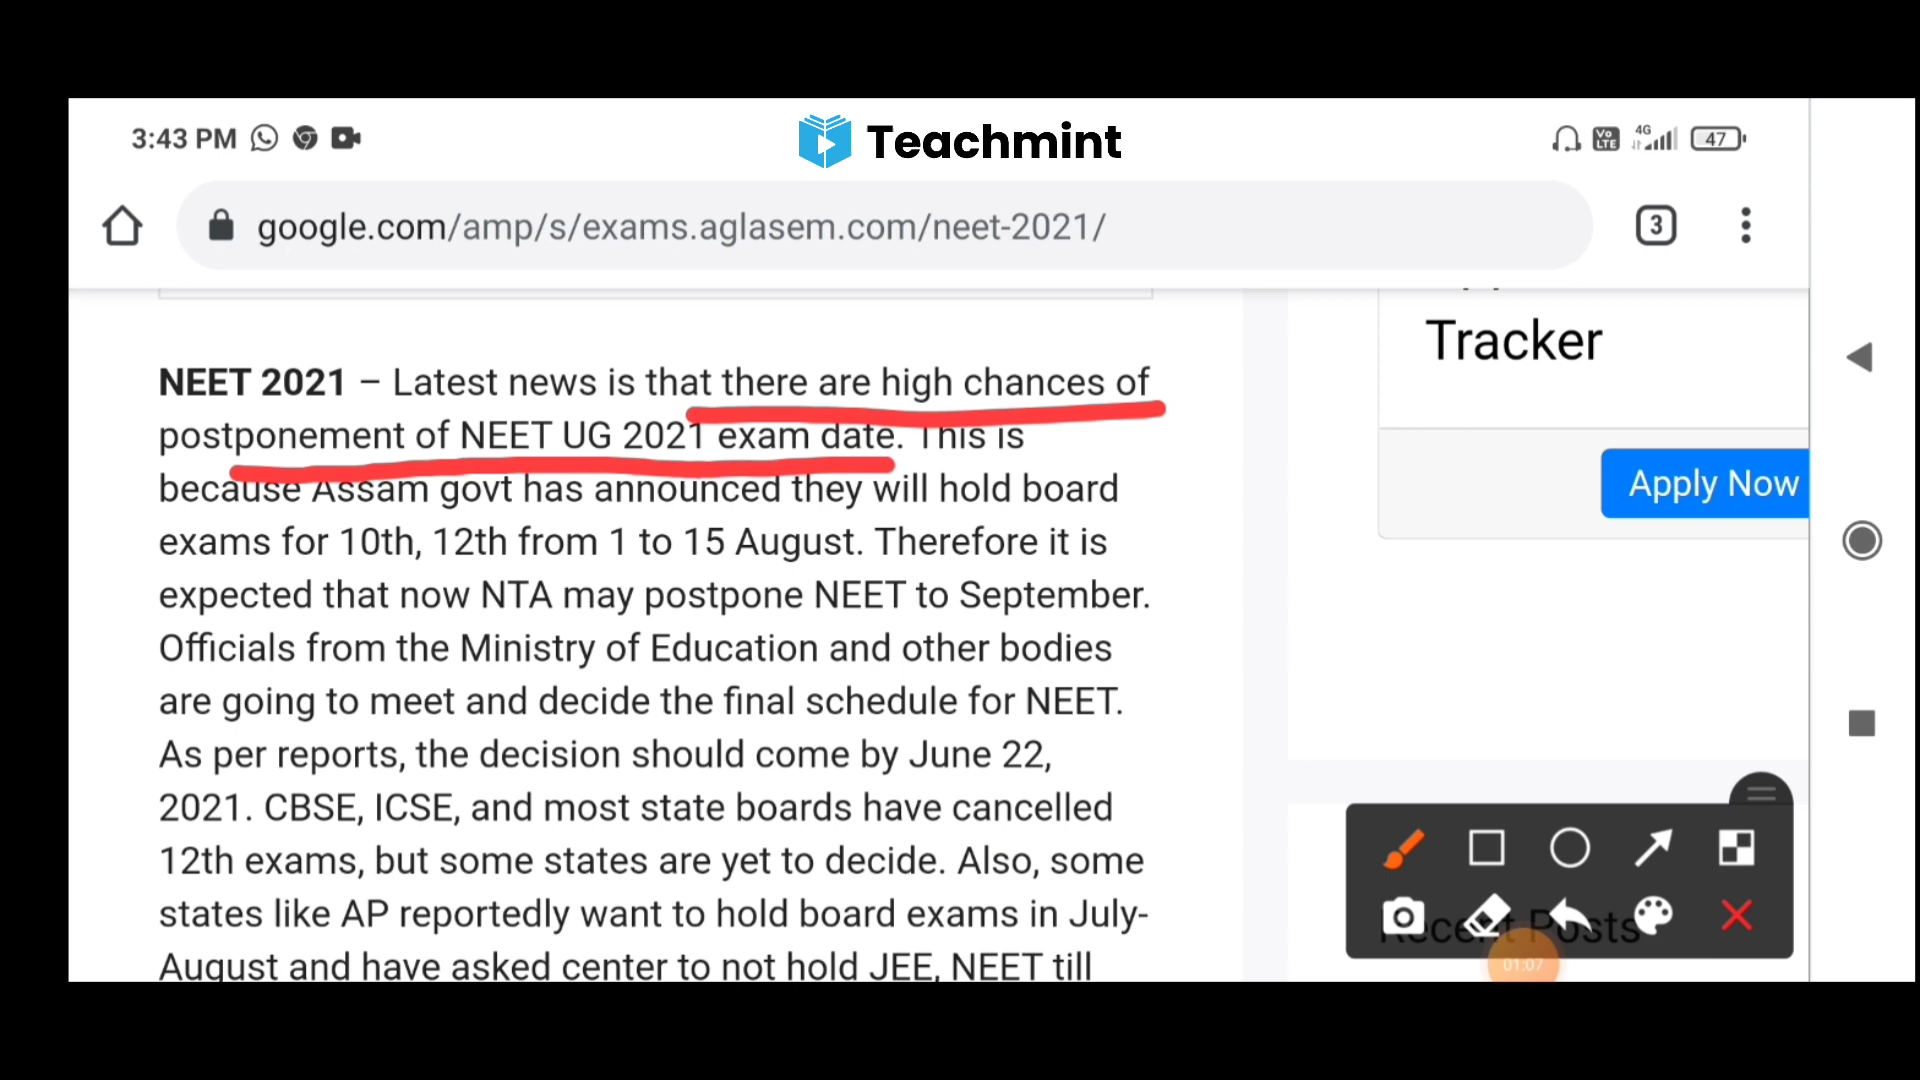 3:43 PM
Teachmint
Vo
LTE
4G
47
google.com/amp/s/exams.aglasem.com/neet-2021/
3
Tracker
Apply Now
NEET 2021 – Latest news is that there are high chances of
postponement of NEET UG 2021 exam date. This is
because Assam govt has announced they will hold board
exams for 10th, 12th from 1 to 15 August. Therefore it is
expected that now NTA may postpone NEET to September.
Officials from the Ministry of Education and other bodies
are going to meet and decide the final schedule for NEET.
As per reports, the decision should come by June 22,
2021. CBSE, ICSE, and most state boards have cancelled
12th exams, but some states are yet to decide. Also, some
states like AP reportedly want to hold board exams in July-
August and have asked center to not hold JEE, NEET till
Recent Posts
01:07